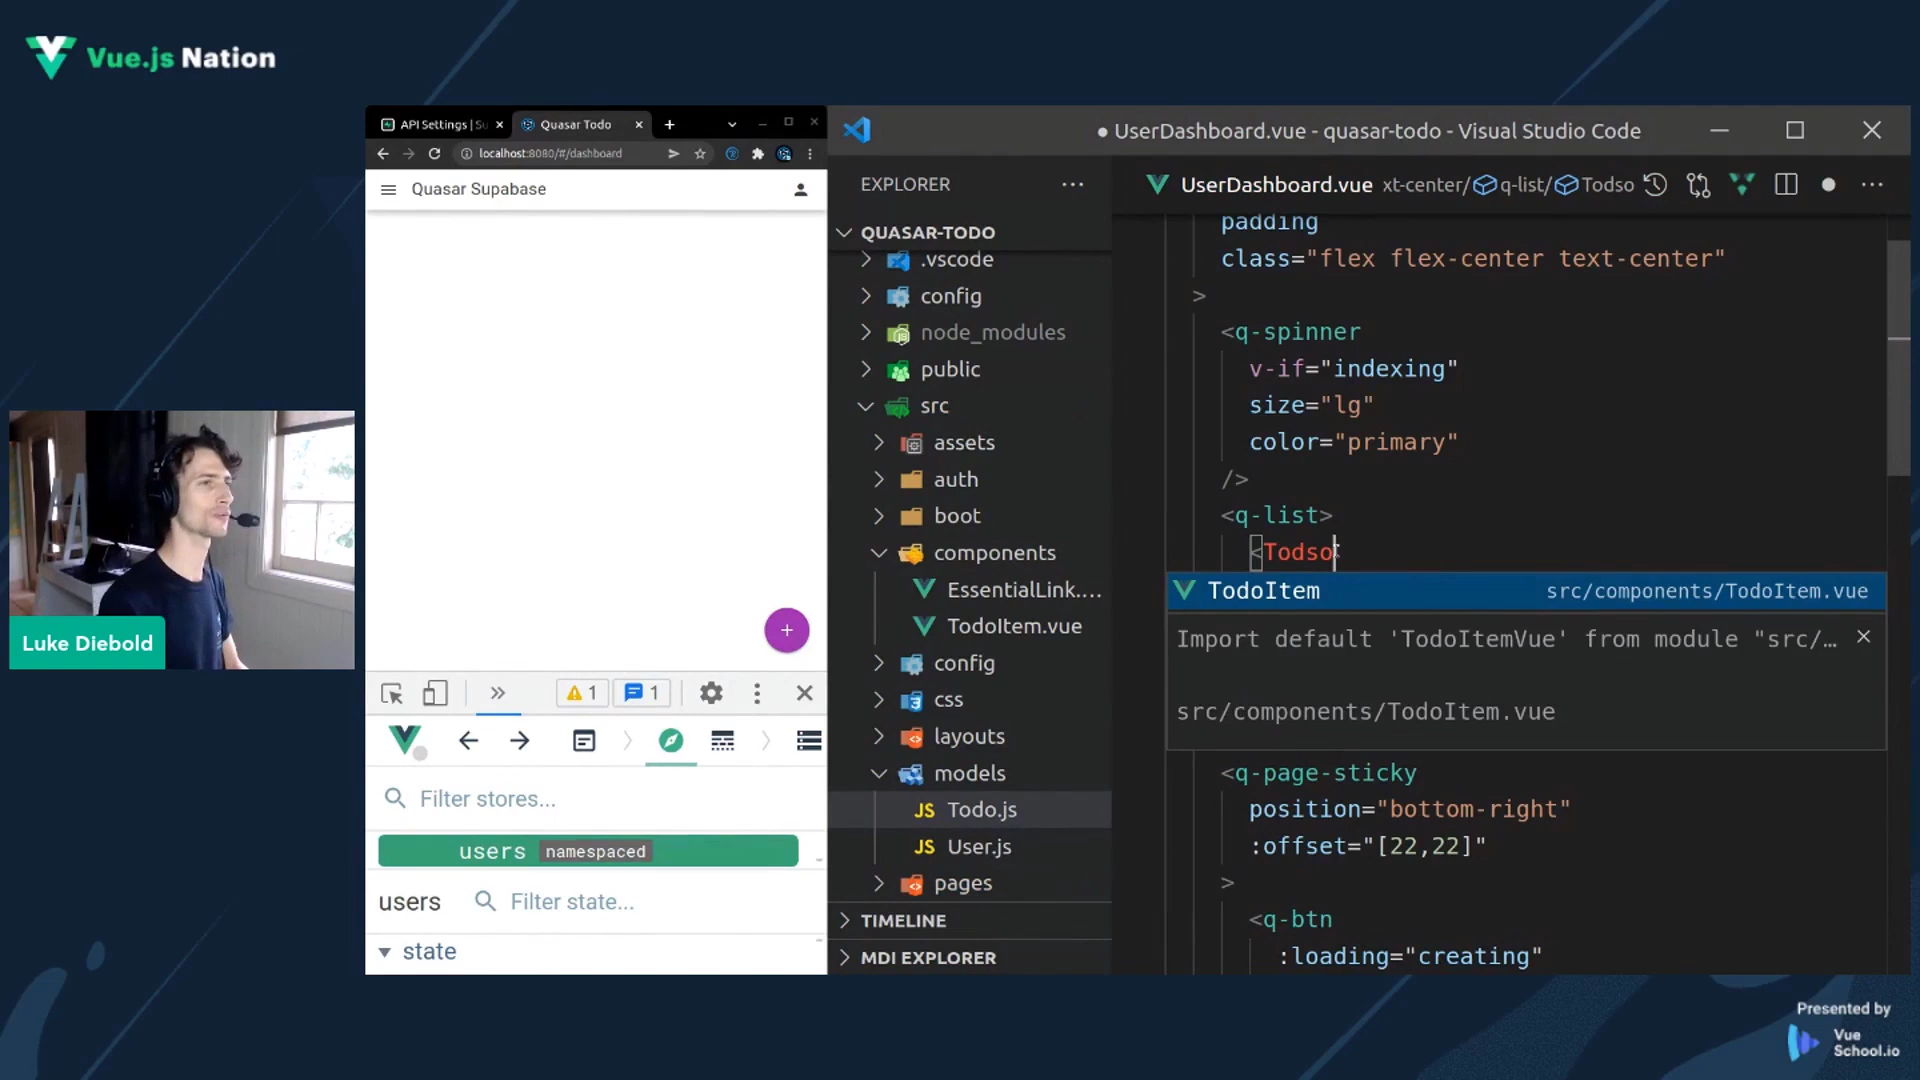 Vue.js Nation
API Settings | Su
Quasar Todo
localhost:8080/#/dashboard
Quasar Supabase
+
1
1
Filter stores...
users namespaced
users
Filter state...
state
Luke Diebold
UserDashboard.vue - quasar-todo - Visual Studio Code
EXPLORER
QUASAR-TODO
.vscode
config
node_modules
public
src
assets
auth
boot
components
EssentialLink....
TodoItem.vue
config
css
layouts
models
JS Todo.js
JS User.js
pages
TIMELINE
MDI EXPLORER
UserDashboard.vue xt-center/ q-list/ Todso
padding
class="flex flex-center text-center"
>
<q-spinner
v-if="indexing"
size="lg"
color="primary"
/>
<q-list>
<Todso
TodoItem src/components/TodoItem.vue
Import default 'TodoItemVue' from module "src/…
src/components/TodoItem.vue
<q-page-sticky
position="bottom-right"
:offset="[22,22]"
>
<q-btn
:loading="creating"
Presented by
Vue
School.io